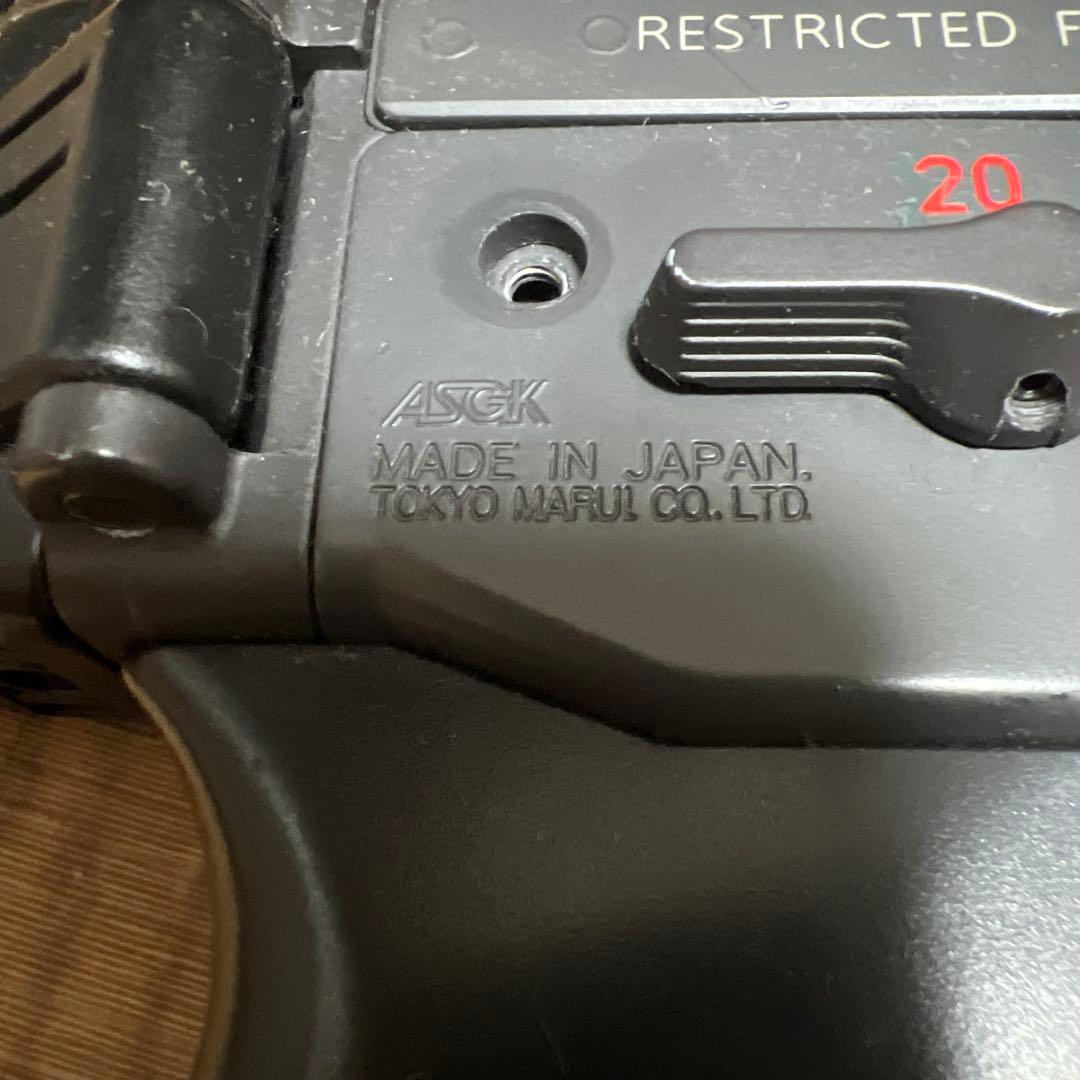 RESTRICTED F
20
ASGK
MADE IN JAPAN.
TOKYO MARUI CO.. LTD.